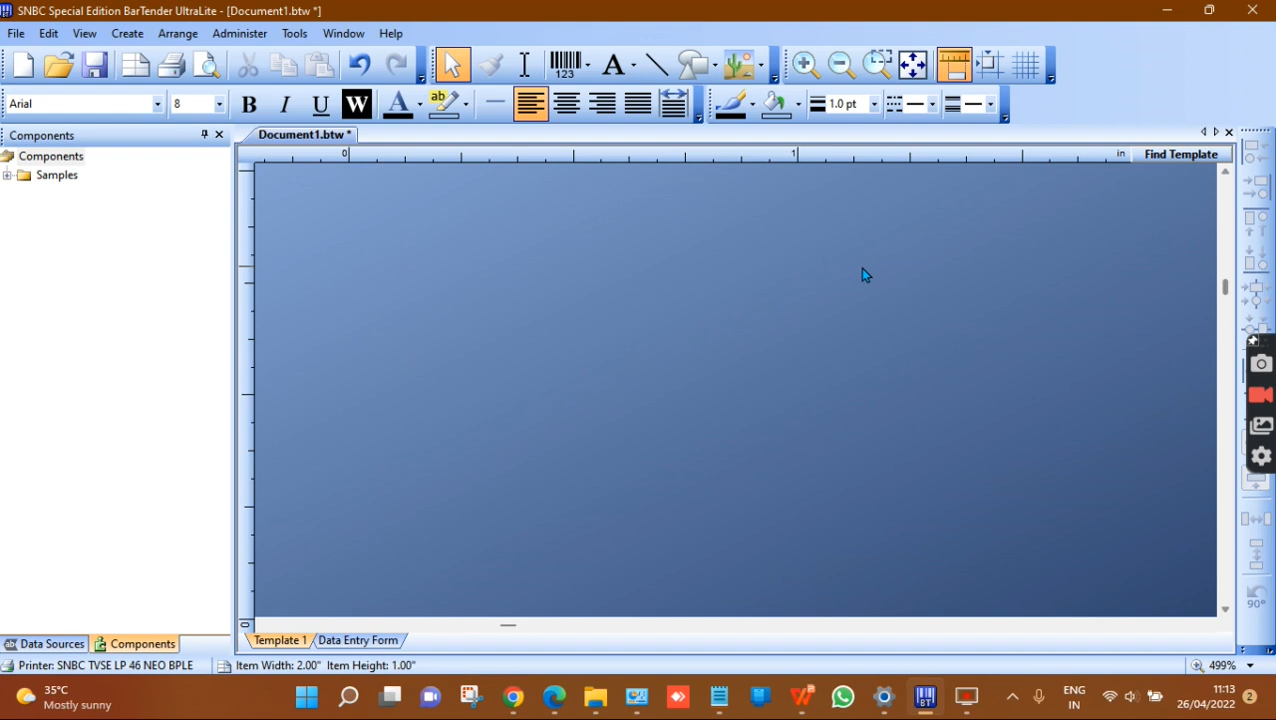 SNBC Special Edition BarTender UltraLite - [Document1.btw *]
File Edit View Create Arrange Administer Tools Window Help
123 A
Arial 8 B I U W A ab 1.0 pt
Components
Document1.btw *
Components
0 1 in Find Template
Samples
90°
0
Template 1 Data Entry Form
Data Sources Components
Printer: SNBC TVSE LP 46 NEO BPLE Item Width: 2.00" Item Height: 1.00" 499%
35°C
Mostly sunny
BT
ENG
IN
11:13
26/04/2022
2